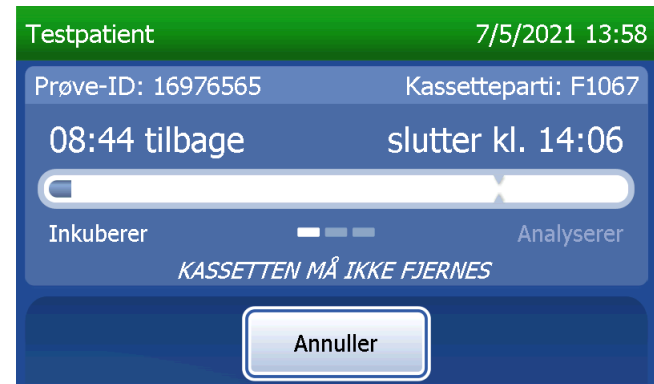 Testpatient 7/5/2021 13:58
Prøve-ID: 16976565 Kassetteparti: F1067
08:44 tilbage slutter kl. 14:06
Inkuberer Analyserer
KASSETTEN MÅ IKKE FJERNES
Annuller